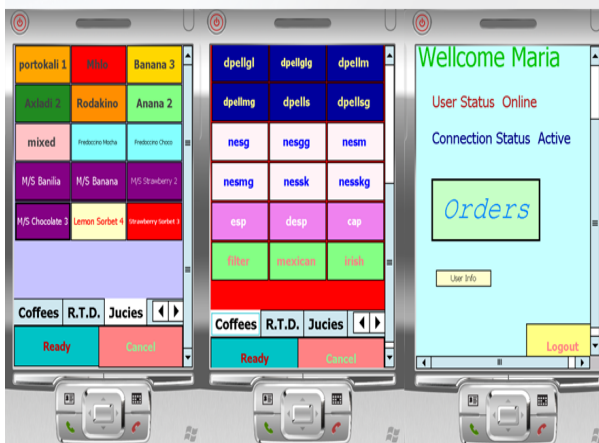 portokali 1 Milo Banana 3
Axladi 2 Rodakino Anana 2
mixed Fredoccino Mocha Fredoccino Choco
M/S Banilia M/S Banana M/S Strawberry 2
M/S Chocolate 3 Lemon Sorbet 4 Strawberry Sorbet 3
Coffees R.T.D. Jucies
Ready Cancel
dpellgl dpellglg dpellm
dpellmg dpells dpellsg
nesg nesgg nesm
nesmg nessk nesskg
esp desp cap
filter mexican irish
Coffees R.T.D. Jucies
Ready Cancel
Wellcome Maria
User Status Online
Connection Status Active
Orders
User Info
Logout